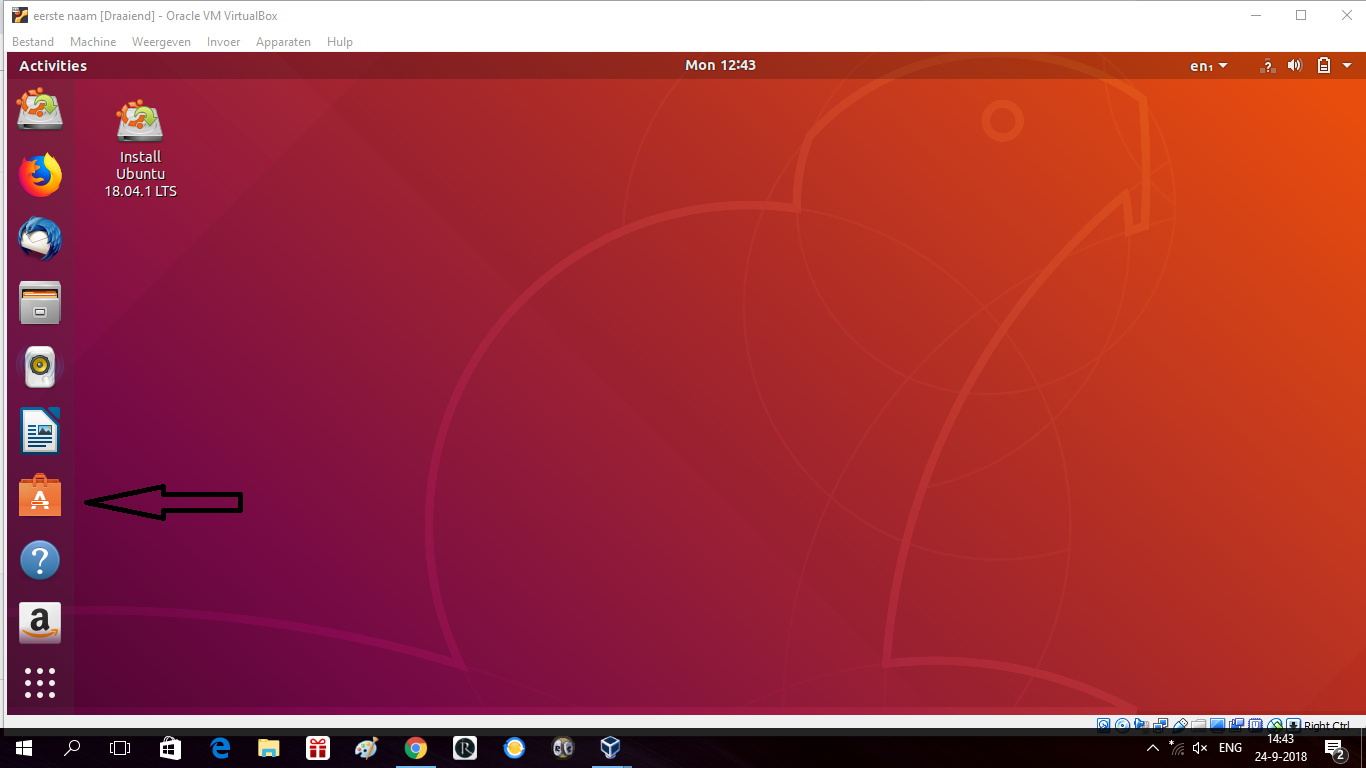 eerste naam [Draaiend] - Oracle VM VirtualBox
Bestand Machine Weergeven Invoer Apparaten Hulp
Activities Mon 12:43 en₁
Install
Ubuntu
18.04.1 LTS
A
?
a
Right Ctrl
ENG 14:43
24-9-2018 2